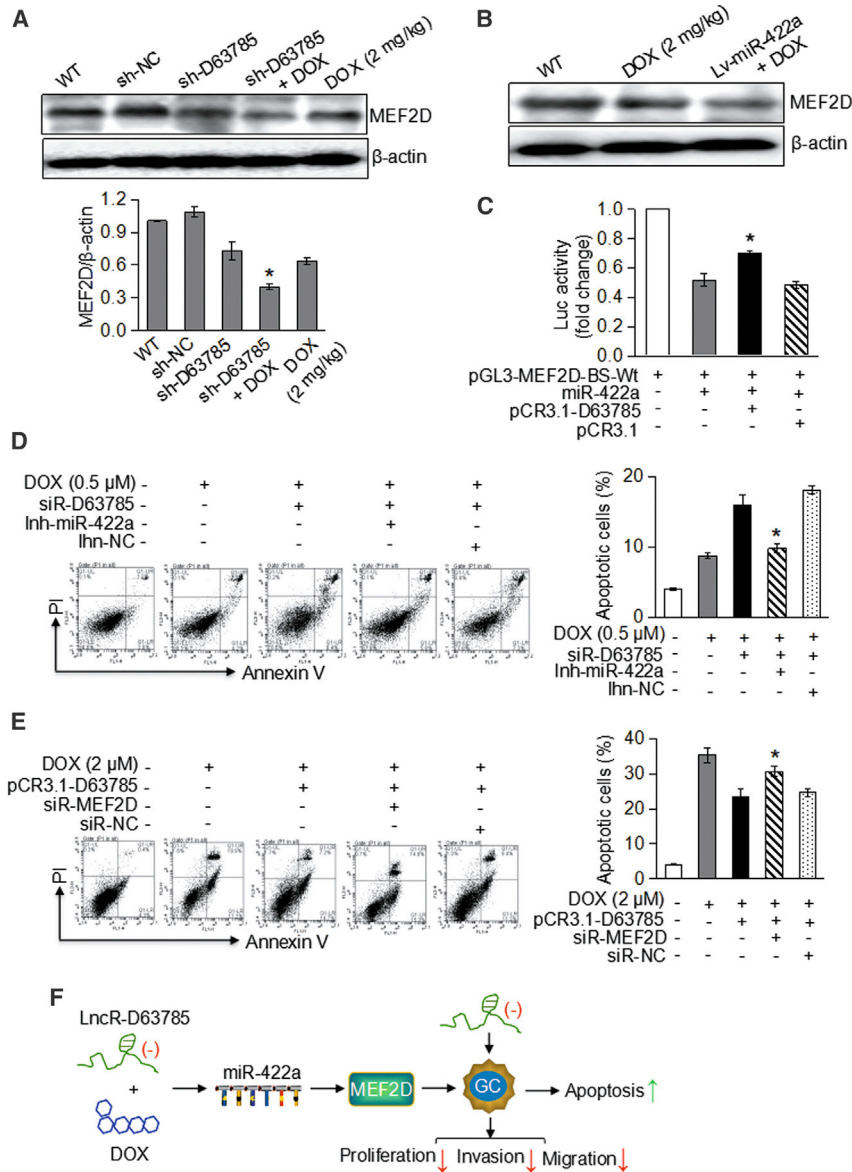 A
WT
sh-NC
sh-D63785
sh-D63785
+ DOX
DOX (2 mg/kg)
MEF2D
β-actin
MEF2D/β-actin
1.2
0.9
0.6
0.3
0.0
*
WT
sh-NC
sh-D63785
sh-D63785
+ DOX
DOX
(2 mg/kg)
B
WT
DOX (2 mg/kg)
Lv-miR-422a
+ DOX
MEF2D
β-actin
C
Luc activity
(fold change)
1.0
0.8
0.6
0.4
0.2
0.0
*
pGL3-MEF2D-BS-Wt + + + +
miR-422a - + + +
pCR3.1-D63785 - - + -
pCR3.1 - - - +
D
DOX (0.5 µM) - + + + +
siR-D63785 - - + + +
Inh-miR-422a - - - + -
Ihn-NC - - - - +
PI
Annexin V
Apoptotic cells (%)
20
10
0
*
DOX (0.5 µM) - + + + +
siR-D63785 - - + + +
Inh-miR-422a - - - + -
Ihn-NC - - - - +
E
DOX (2 µM) - + + + +
pCR3.1-D63785 - - + + +
siR-MEF2D - - - + -
siR-NC - - - - +
PI
Annexin V
Apoptotic cells (%)
40
30
20
10
0
*
DOX (2 µM) - + + + +
pCR3.1-D63785 - - + + +
siR-MEF2D - - - + -
siR-NC - - - - +
F
LncR-D63785
(-)
+
DOX
miR-422a
MEF2D
(-)
GC
Apoptosis ↑
Proliferation ↓ Invasion ↓ Migration ↓